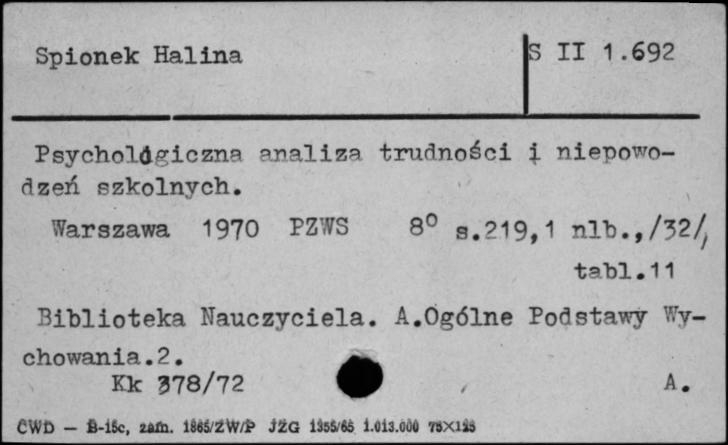 Spionek Halina
S II 1.692
Psychologiczna analiza trudności i niepowo-
dzeń szkolnych.
Warszawa 1970 PZWS 8° s.219,1 nlb.,/32/,
tabl.11
Biblioteka Nauczyciela. A.Ogólne Podstawy Wy-
chowania.2.
Kk 378/72
A.
CWD — B-15c, zam. 1865/ZW/P JZG 1355/65 1.013.000 75×125